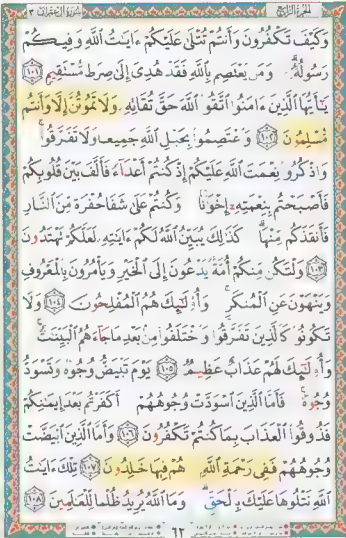 الجزء الرابع سورة آل عمران ٣
وَكَيْفَ تَكْفُرُونَ وَأَنتُمْ تُتْلَىٰ عَلَيْكُمْ ءَايَٰتُ ٱللَّهِ وَفِيكُمْ
رَسُولُهُۥ ۗ وَمَن يَعْتَصِم بِٱللَّهِ فَقَدْ هُدِىَ إِلَىٰ صِرَٰطٍ مُّسْتَقِيمٍ ١٠١
يَٰٓأَيُّهَا ٱلَّذِينَ ءَامَنُوا۟ ٱتَّقُوا۟ ٱللَّهَ حَقَّ تُقَاتِهِۦ وَلَا تَمُوتُنَّ إِلَّا وَأَنتُم
مُّسْلِمُونَ ١٠٢ وَٱعْتَصِمُوا۟ بِحَبْلِ ٱللَّهِ جَمِيعًا وَلَا تَفَرَّقُوا۟ ۚ
وَٱذْكُرُوا۟ نِعْمَتَ ٱللَّهِ عَلَيْكُمْ إِذْ كُنتُمْ أَعْدَآءً فَأَلَّفَ بَيْنَ قُلُوبِكُمْ
فَأَصْبَحْتُم بِنِعْمَتِهِۦٓ إِخْوَٰنًا وَكُنتُمْ عَلَىٰ شَفَا حُفْرَةٍ مِّنَ ٱلنَّارِ
فَأَنقَذَكُم مِّنْهَا ۗ كَذَٰلِكَ يُبَيِّنُ ٱللَّهُ لَكُمْ ءَايَٰتِهِۦ لَعَلَّكُمْ تَهْتَدُونَ
١٠٣ وَلْتَكُن مِّنكُمْ أُمَّةٌ يَدْعُونَ إِلَى ٱلْخَيْرِ وَيَأْمُرُونَ بِٱلْمَعْرُوفِ
وَيَنْهَوْنَ عَنِ ٱلْمُنكَرِ ۚ وَأُو۟لَٰٓئِكَ هُمُ ٱلْمُفْلِحُونَ ١٠٤ وَلَا
تَكُونُوا۟ كَٱلَّذِينَ تَفَرَّقُوا۟ وَٱخْتَلَفُوا۟ مِنۢ بَعْدِ مَا جَآءَهُمُ ٱلْبَيِّنَٰتُ ۚ
وَأُو۟لَٰٓئِكَ لَهُمْ عَذَابٌ عَظِيمٌ ١٠٥ يَوْمَ تَبْيَضُّ وُجُوهٌ وَتَسْوَدُّ
وُجُوهٌ ۚ فَأَمَّا ٱلَّذِينَ ٱسْوَدَّتْ وُجُوهُهُمْ أَكَفَرْتُم بَعْدَ إِيمَٰنِكُمْ
فَذُوقُوا۟ ٱلْعَذَابَ بِمَا كُنتُمْ تَكْفُرُونَ ١٠٦ وَأَمَّا ٱلَّذِينَ ٱبْيَضَّتْ
وُجُوهُهُمْ فَفِى رَحْمَةِ ٱللَّهِ هُمْ فِيهَا خَٰلِدُونَ ١٠٧ تِلْكَ ءَايَٰتُ
ٱللَّهِ نَتْلُوهَا عَلَيْكَ بِٱلْحَقِّ ۗ وَمَا ٱللَّهُ يُرِيدُ ظُلْمًا لِّلْعَٰلَمِينَ ١٠٨
٦٣